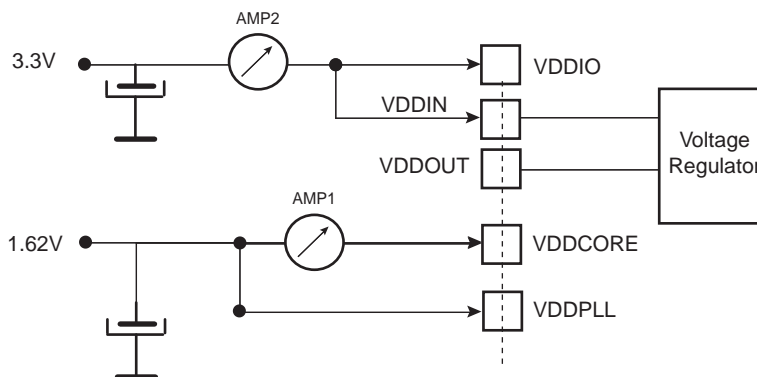 AMP2
3.3V
VDDIO
VDDIN
Voltage
Regulator
VDDOUT
AMP1
1.62V
VDDCORE
VDDPLL